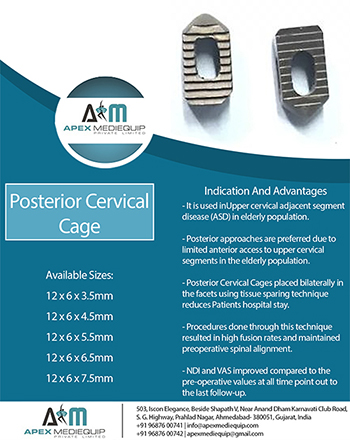 AM
APEX MEDIEQUIP
PRIVATE LIMITED
Posterior Cervical
Cage
Available Sizes:
12 x 6 x 3.5mm
12 x 6 x 4.5mm
12 x 6 x 5.5mm
12 x 6 x 6.5mm
12 x 6 x 7.5mm
Indication And Advantages
- It is used inUpper cervical adjacent segment
disease (ASD) in elderly population.
- Posterior approaches are preferred due to
limited anterior access to upper cervical
segments in the elderly population.
- Posterior Cervical Cages placed bilaterally in
the facets using tissue sparing technique
reduces Patients hospital stay.
- Procedures done through this technique
resulted in high fusion rates and maintained
preoperative spinal alignment.
- NDI and VAS improved compared to the
pre-operative values at all time point out to
the last follow-up.
AM
APEX MEDIEQUIP
PRIVATE LIMITED
503, Iscon Elegance, Beside Shapath V, Near Anand Dham Karnavati Club Road,
S. G. Highway, Prahlad Nagar, Ahmedabad- 380051, Gujarat, India
+91 96876 00741 | info@apexmediequip.com
+91 96876 00742 | apexmediequip@gmail.com